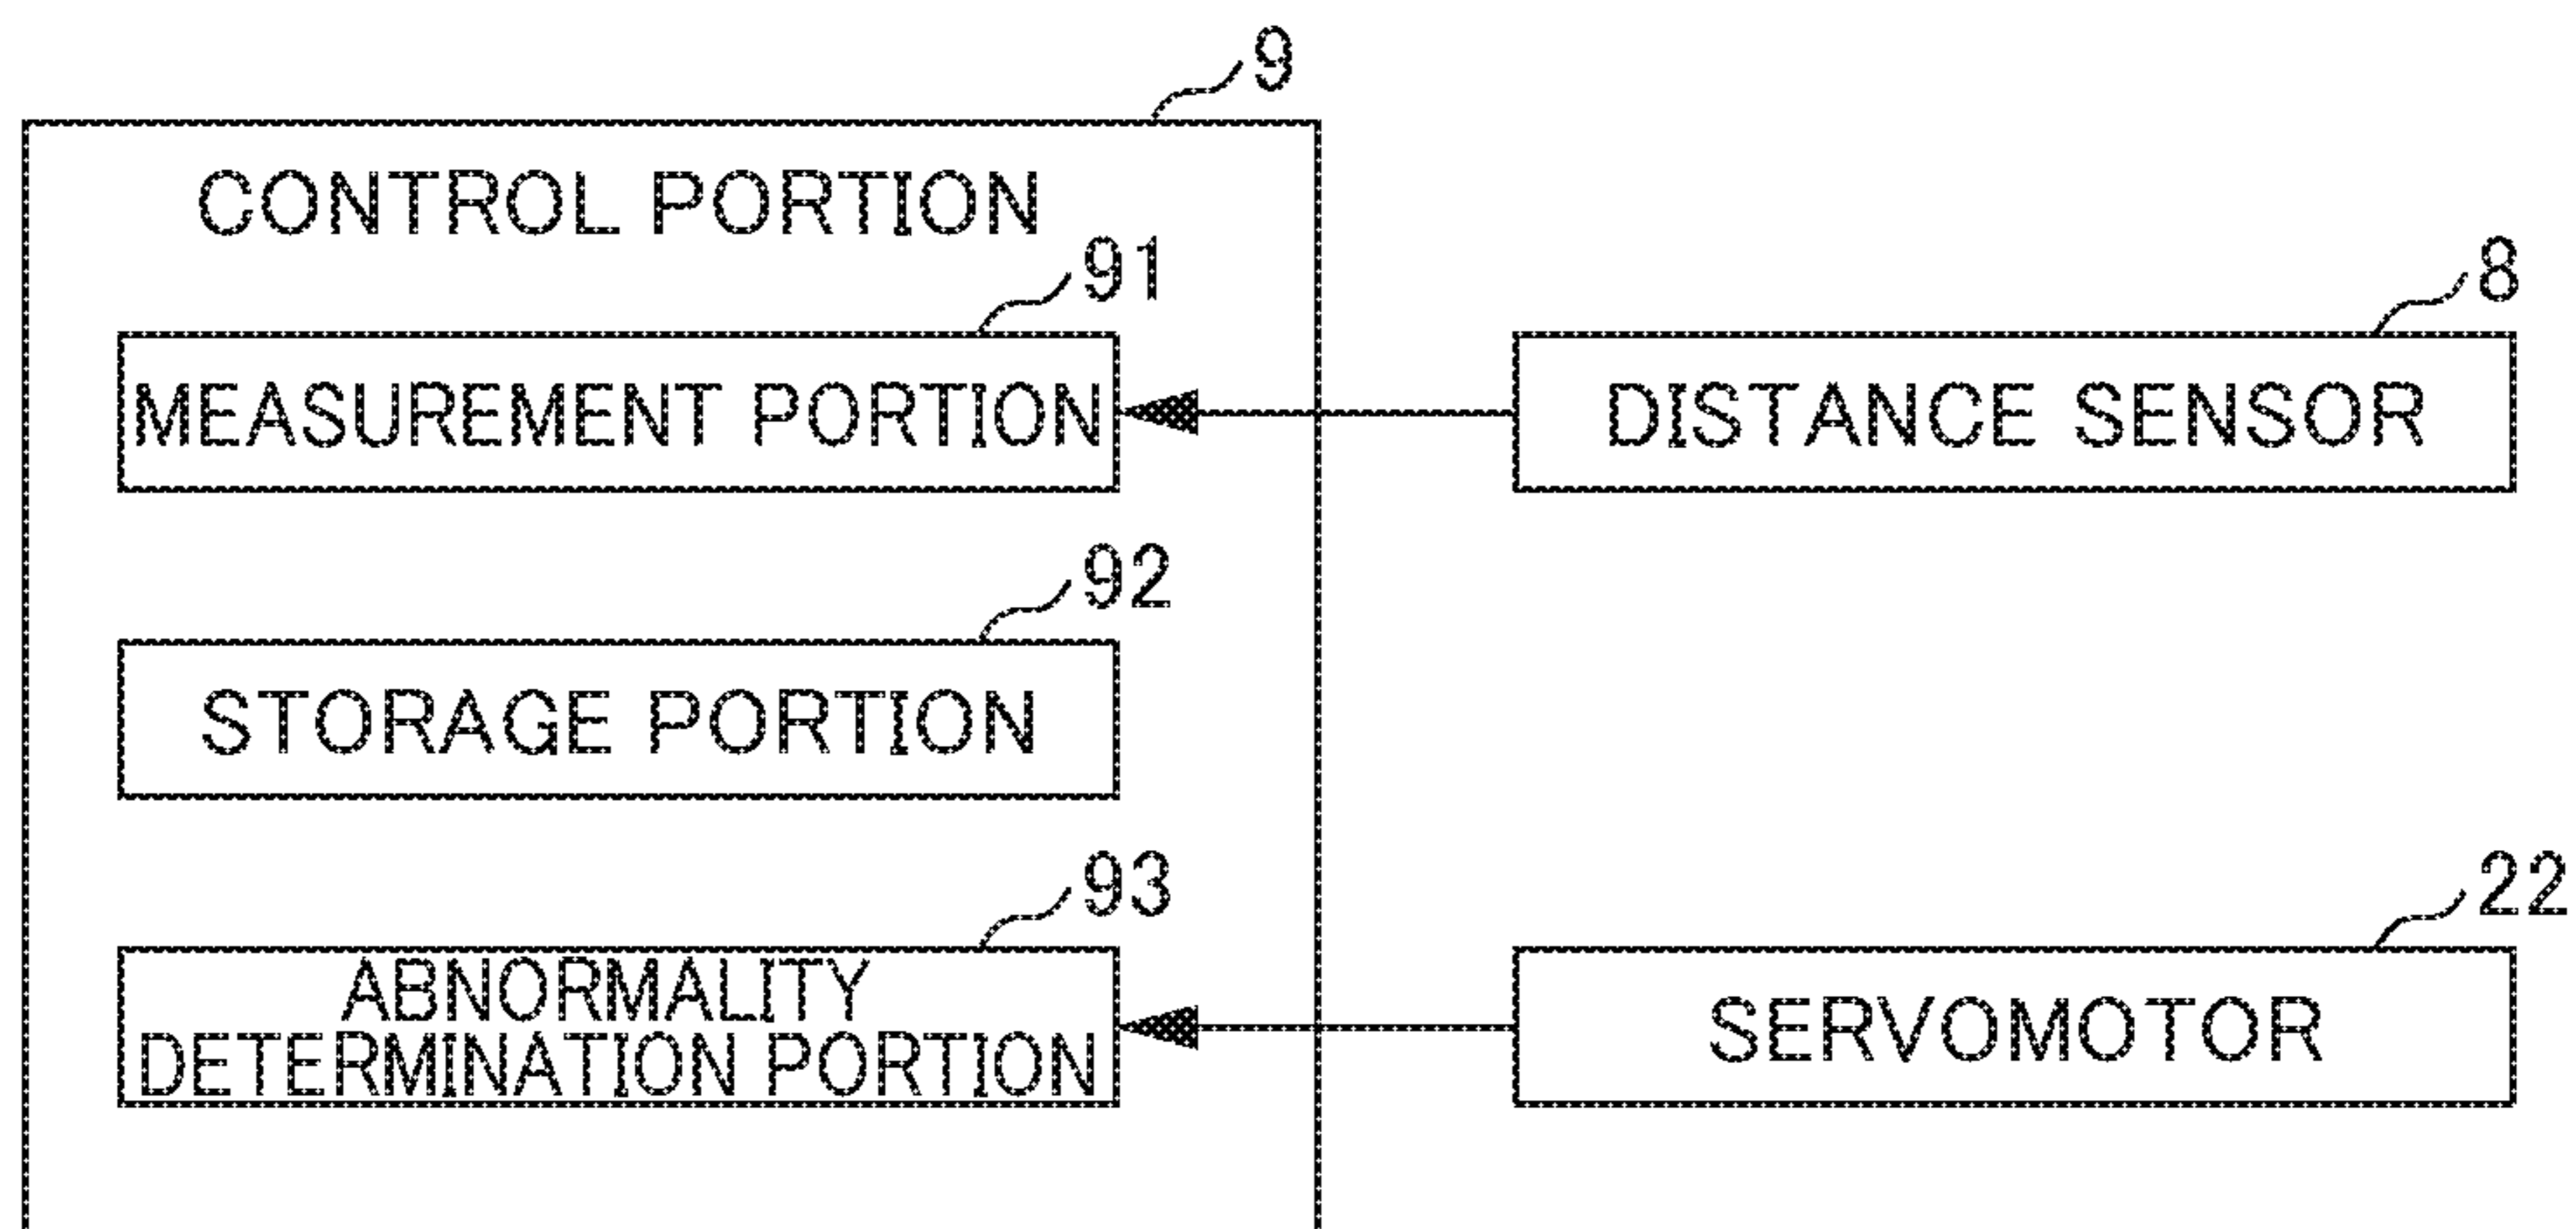 9
CONTROL PORTION
91
8
MEASUREMENT PORTION
DISTANCE SENSOR
92
STORAGE PORTION
93
22
ABNORMALITY
DETERMINATION PORTION
SERVOMOTOR